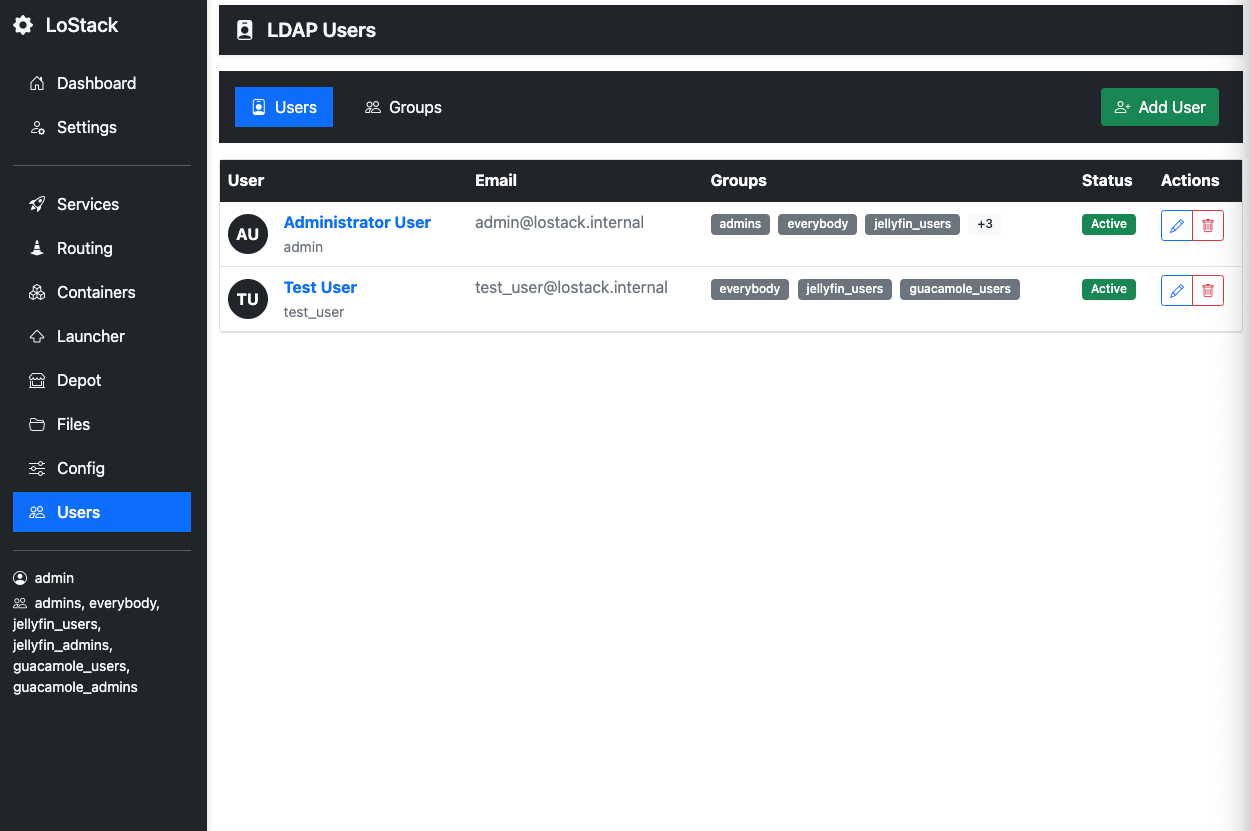 LoStack
Dashboard
Settings
Services
Routing
Containers
Launcher
Depot
Files
Config
Users
admin
admins, everybody,
jellyfin_users,
jellyfin_admins,
guacamole_users,
guacamole_admins
LDAP Users
Users Groups Add User
User Email Groups Status Actions
AU Administrator User admin@lostack.internal admins everybody jellyfin_users +3 Active
admin
TU Test User test_user@lostack.internal everybody jellyfin_users guacamole_users Active
test_user